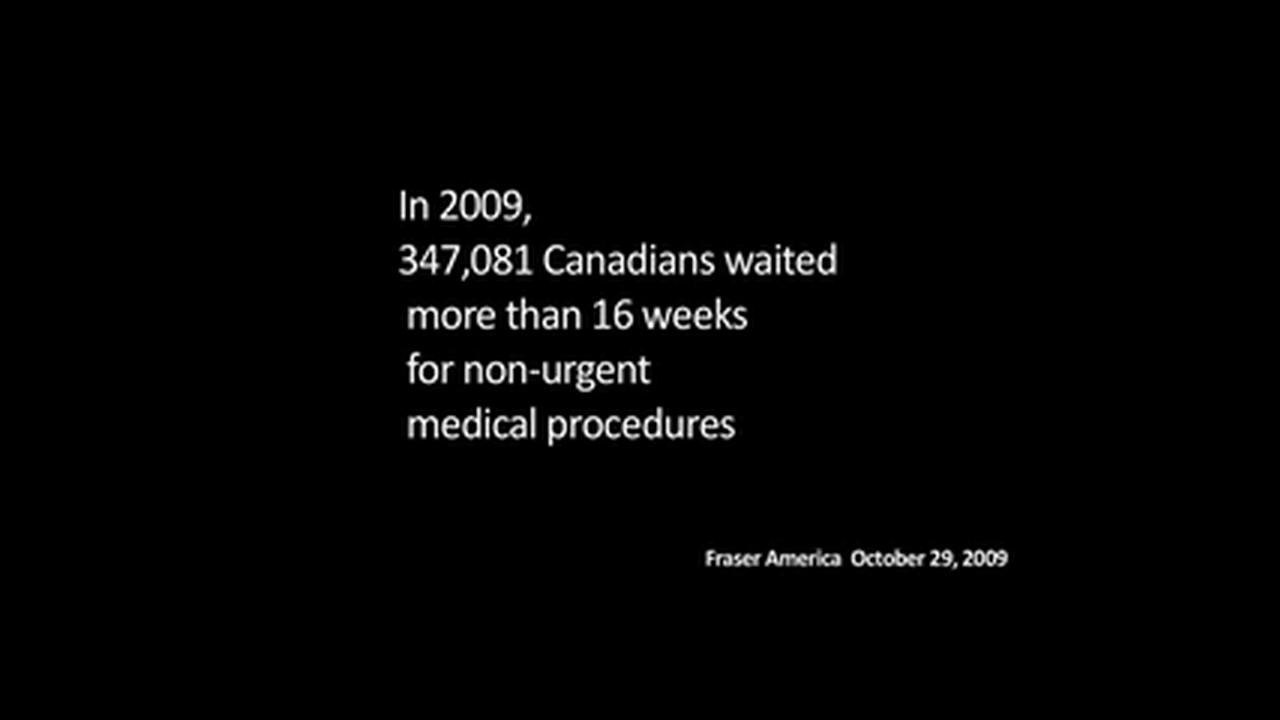 In 2009,
347,081 Canadians waited
more than 16 weeks
for non-urgent
medical procedures
Fraser America October 29, 2009